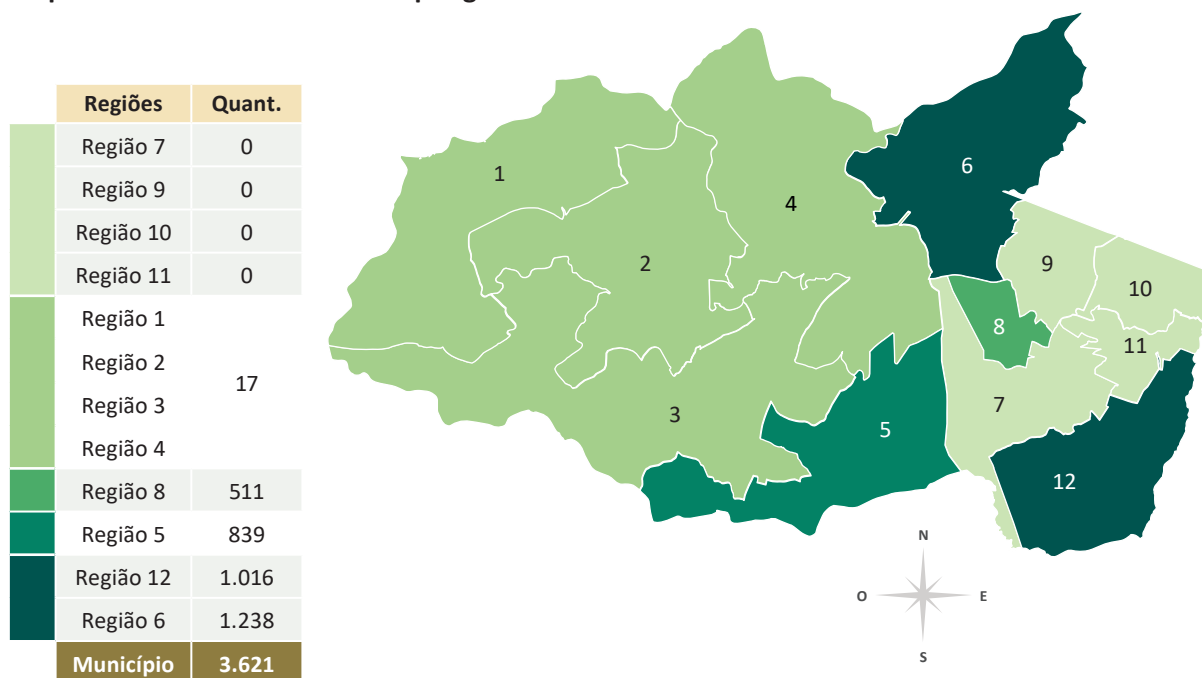 Regiões Quant.
Região 7 0
Região 9 0
Região 10 0
Região 11 0
Região 1
Região 2
17
Região 3
Região 4
Região 8 511
Região 5 839
Região 12 1.016
Região 6 1.238
Município 3.621
1
2
3
4
5
6
7
8
9
10
11
12
N
O
E
S